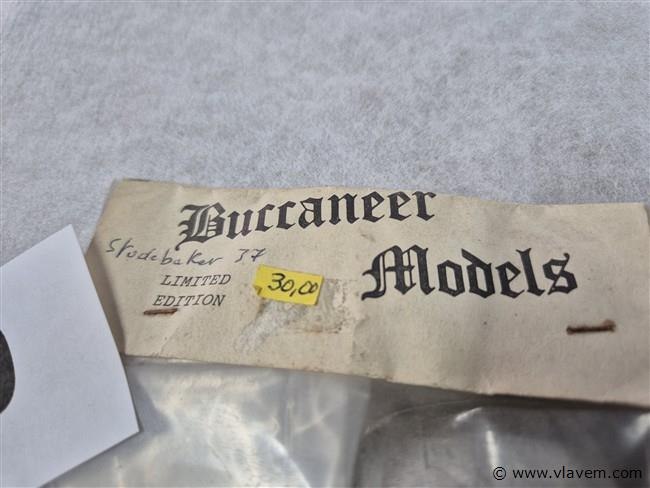 Buccaneer
Models
Studebaker 37
LIMITED
EDITION
30,00
© www.vlavem.com